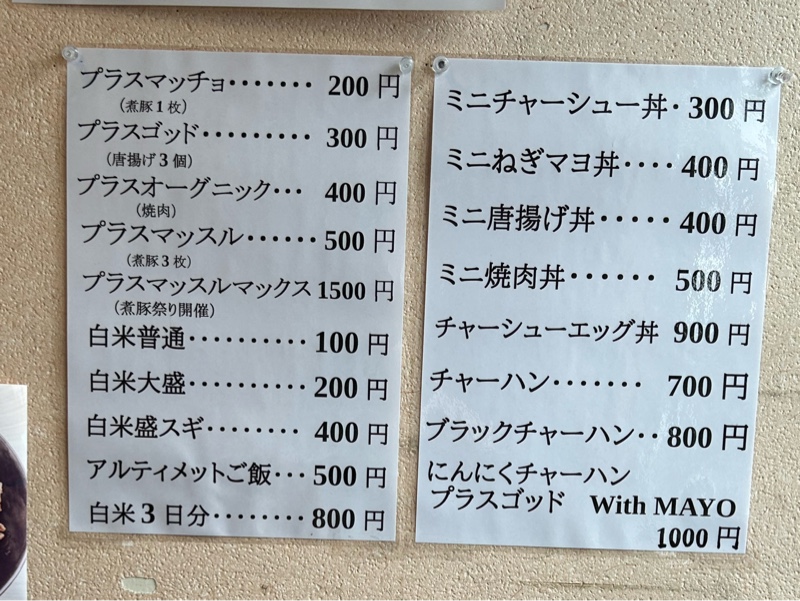 プラスマッチョ······· 200 円
（煮豚1枚）
プラスゴッド········· 300 円
（唐揚げ3個）
プラスオーグニック··· 400 円
（焼肉）
プラスマッスル······ 500 円
（煮豚3枚）
プラスマッスルマックス 1500 円
（煮豚祭り開催）
白米普通·········· 100 円
白米大盛·········· 200 円
白米盛スギ········ 400 円
アルティメットご飯··· 500 円
白米3日分········ 800 円
ミニチャーシュー丼· 300 円
ミニねぎマヨ丼···· 400 円
ミニ唐揚げ丼····· 400 円
ミニ焼肉丼······ 500 円
チャーシューエッグ丼 900 円
チャーハン······· 700 円
ブラックチャーハン·· 800 円
にんにくチャーハン
プラスゴッド With MAYO
1000 円